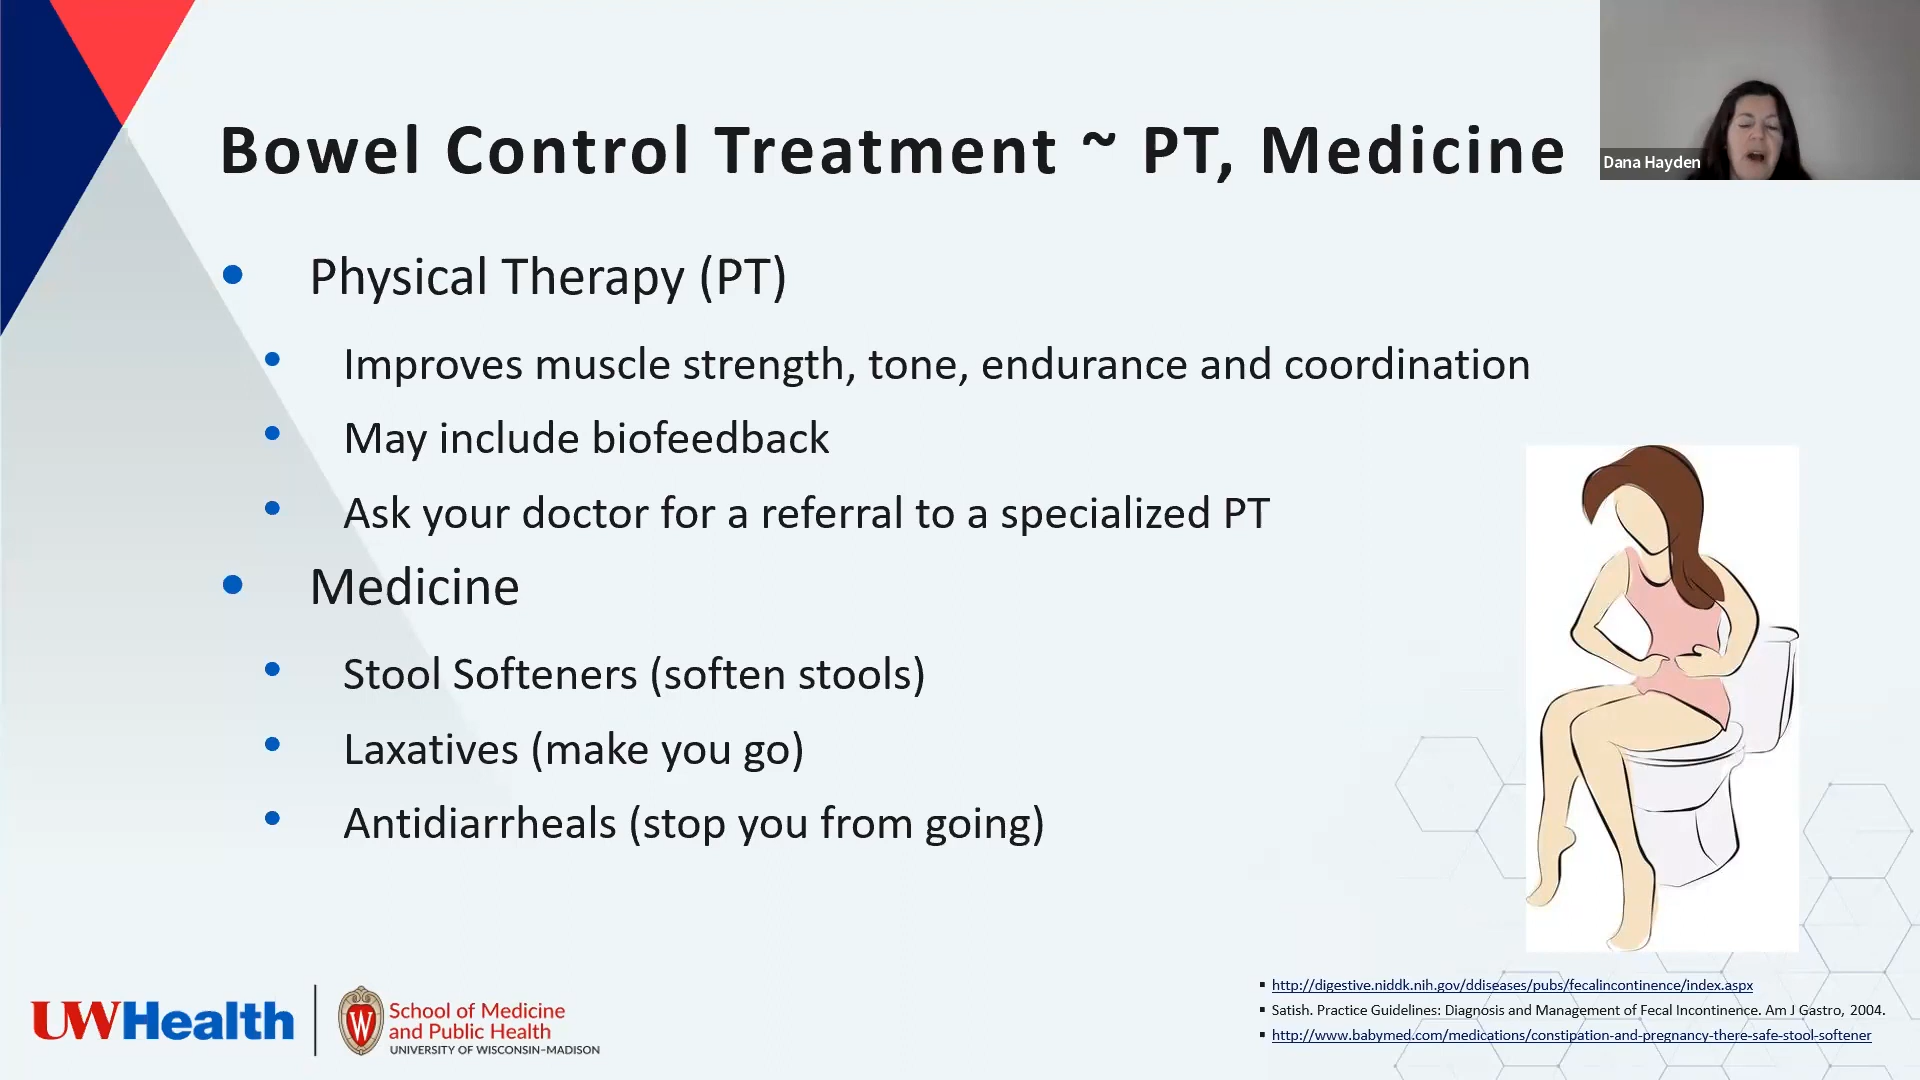 Bowel Control Treatment ~ PT, Medicine
Dana Hayden
• Physical Therapy (PT)
• Improves muscle strength, tone, endurance and coordination
• May include biofeedback
• Ask your doctor for a referral to a specialized PT
• Medicine
• Stool Softeners (soften stools)
• Laxatives (make you go)
• Antidiarrheals (stop you from going)
▪ http://digestive.niddk.nih.gov/ddiseases/pubs/fecalincontinence/index.aspx
▪ Satish. Practice Guidelines: Diagnosis and Management of Fecal Incontinence. Am J Gastro, 2004.
▪ http://www.babymed.com/medications/constipation-and-pregnancy-there-safe-stool-softener
UWHealth
W
School of Medicine
and Public Health
UNIVERSITY OF WISCONSIN–MADISON